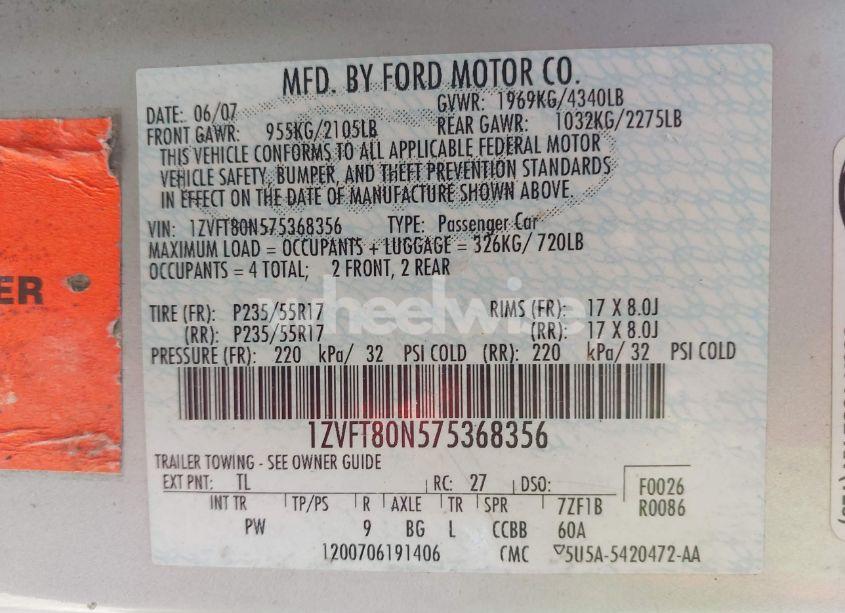 MFD. BY FORD MOTOR CO.
DATE: 06/07 GVWR: 1969KG/4340LB
FRONT GAWR: 955KG/2105LB REAR GAWR: 1032KG/2275LB
THIS VEHICLE CONFORMS TO ALL APPLICABLE FEDERAL MOTOR
VEHICLE SAFETY, BUMPER, AND THEFT PREVENTION STANDARDS
IN EFFECT ON THE DATE OF MANUFACTURE SHOWN ABOVE.
VIN: 1ZVFT80N575368356 TYPE: Passenger Car
MAXIMUM LOAD = OCCUPANTS + LUGGAGE = 326KG/ 720LB
OCCUPANTS = 4 TOTAL; 2 FRONT, 2 REAR
ER
TIRE (FR): P235/55R17 RIMS (FR): 17 X 8.0J
(RR): P235/55R17 (RR): 17 X 8.0J
wheelwise
PRESSURE (FR): 220 kPa/ 32 PSI COLD (RR): 220 kPa/ 32 PSI COLD
1ZVFT80N575368356
TRAILER TOWING - SEE OWNER GUIDE
EXT PNT: TL RC: 27 DSO: F0026
INT TR TP/PS R AXLE TR SPR 7ZF1B R0086
PW 9 BG L CCBB 60A
1200706191406 CMC ▽5U5A-5420472-AA